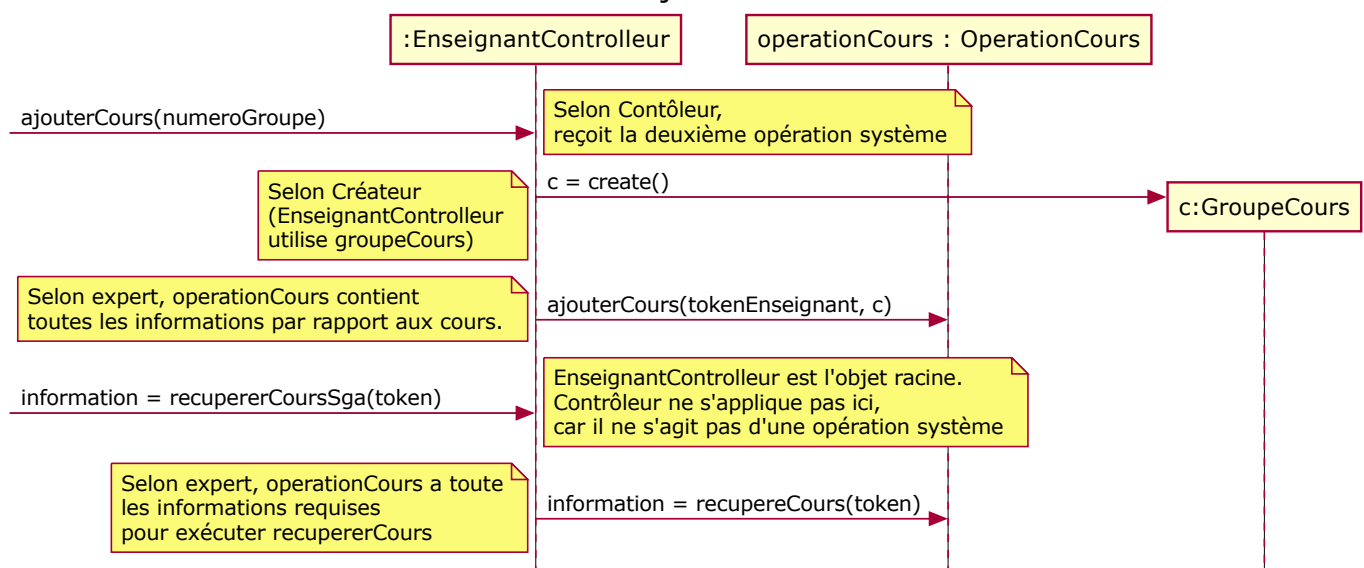 :EnseignantControlleur
operationCours : OperationCours
ajouterCours(numeroGroupe)
Selon Contôleur,
reçoit la deuxième opération système
Selon Créateur
(EnseignantControlleur
utilise groupeCours)
c = create()
c:GroupeCours
Selon expert, operationCours contient
toutes les informations par rapport aux cours.
ajouterCours(tokenEnseignant, c)
information = recupererCoursSga(token)
EnseignantControlleur est l'objet racine.
Contrôleur ne s'applique pas ici,
car il ne s'agit pas d'une opération système
Selon expert, operationCours a toute
les informations requises
pour exécuter recupererCours
information = recupereCours(token)